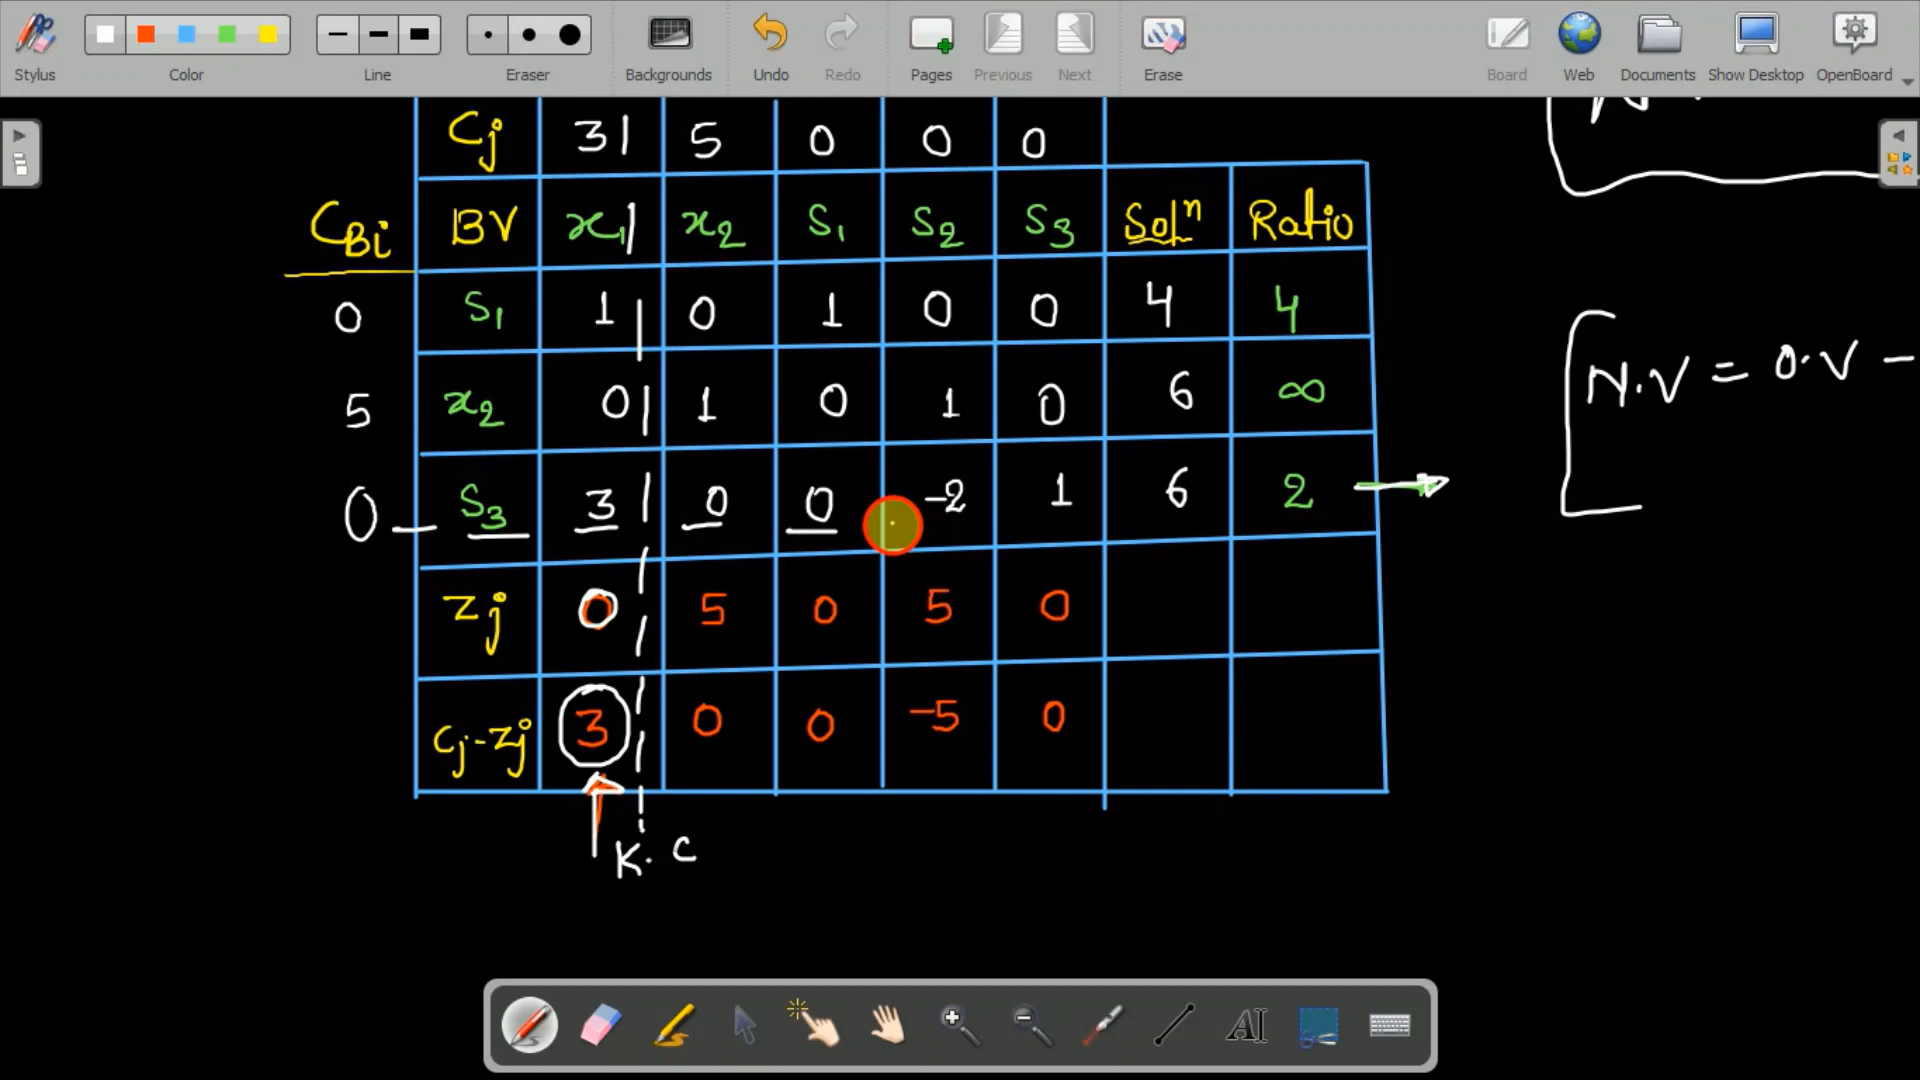 Stylus Color Line Eraser Backgrounds Undo Redo Pages Previous Next Erase Board Web Documents Show Desktop OpenBoard
Cj 3 5 0 0 0
CBi BV x1 x2 S1 S2 S3 Solⁿ Ratio
0 S1 1 0 1 0 0 4 4
5 x2 0 1 0 1 0 6 ∞
0 S3 3 0 0 -2 1 6 2
Zj 0 5 0 5 0
Cj-Zj 3 0 0 -5 0
K.C
N.V = O.V -
AI